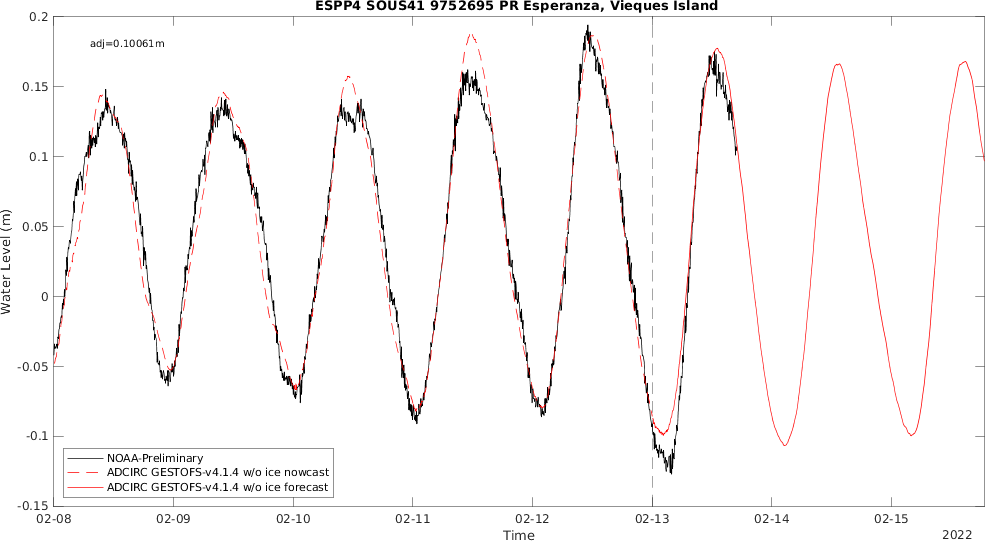 ESPP4 SOUS41 9752695 PR Esperanza, Vieques Island
0.2
adj=0.10061m
0.15
0.1
0.05
Water Level (m)
0
-0.05
-0.1
NOAA-Preliminary
ADCIRC GESTOFS-v4.1.4 w/o ice nowcast
ADCIRC GESTOFS-v4.1.4 w/o ice forecast
-0.15
02-08 02-09 02-10 02-11 02-12 02-13 02-14 02-15
Time
2022